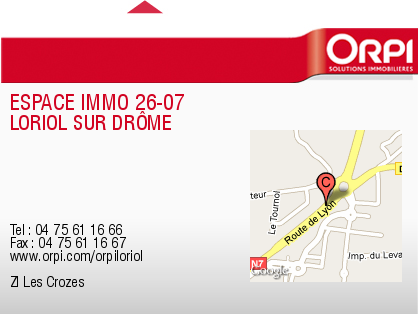 ORPI
SOLUTIONS IMMOBILIÈRES
ESPACE IMMO 26-07
LORIOL SUR DRÔME
C
D
teur
Le Tournol
Route de Lyon
N7
Google
Imp. du Leva
Tel : 04 75 61 16 66
Fax : 04 75 61 16 67
www.orpi.com/orpiloriol
ZI Les Crozes